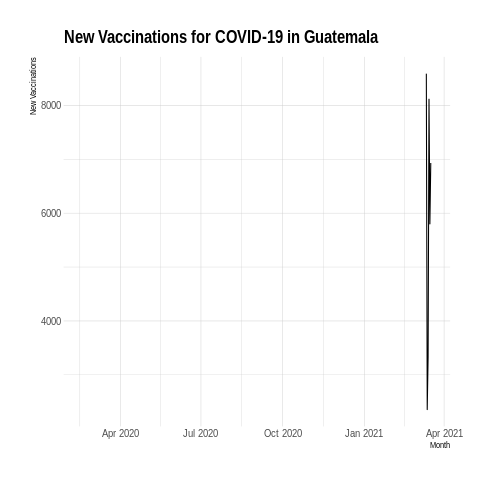 New Vaccinations for COVID-19 in Guatemala
New Vaccinations
8000
6000
4000
Apr 2020
Jul 2020
Oct 2020
Jan 2021
Apr 2021
Month